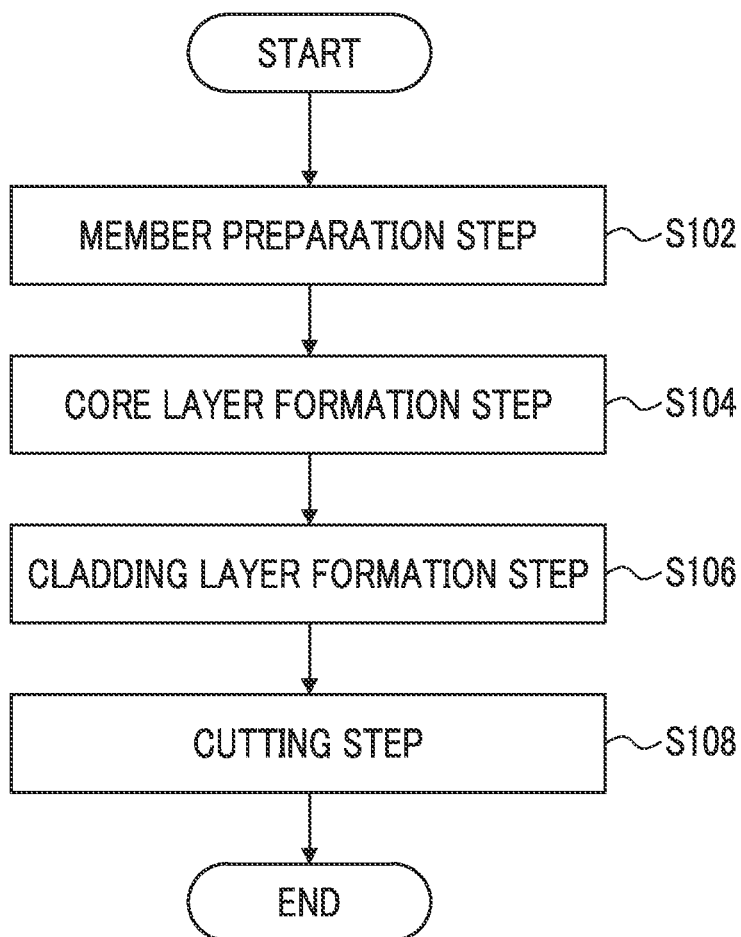 START
MEMBER PREPARATION STEP
S102
CORE LAYER FORMATION STEP
S104
CLADDING LAYER FORMATION STEP
S106
CUTTING STEP
S108
END